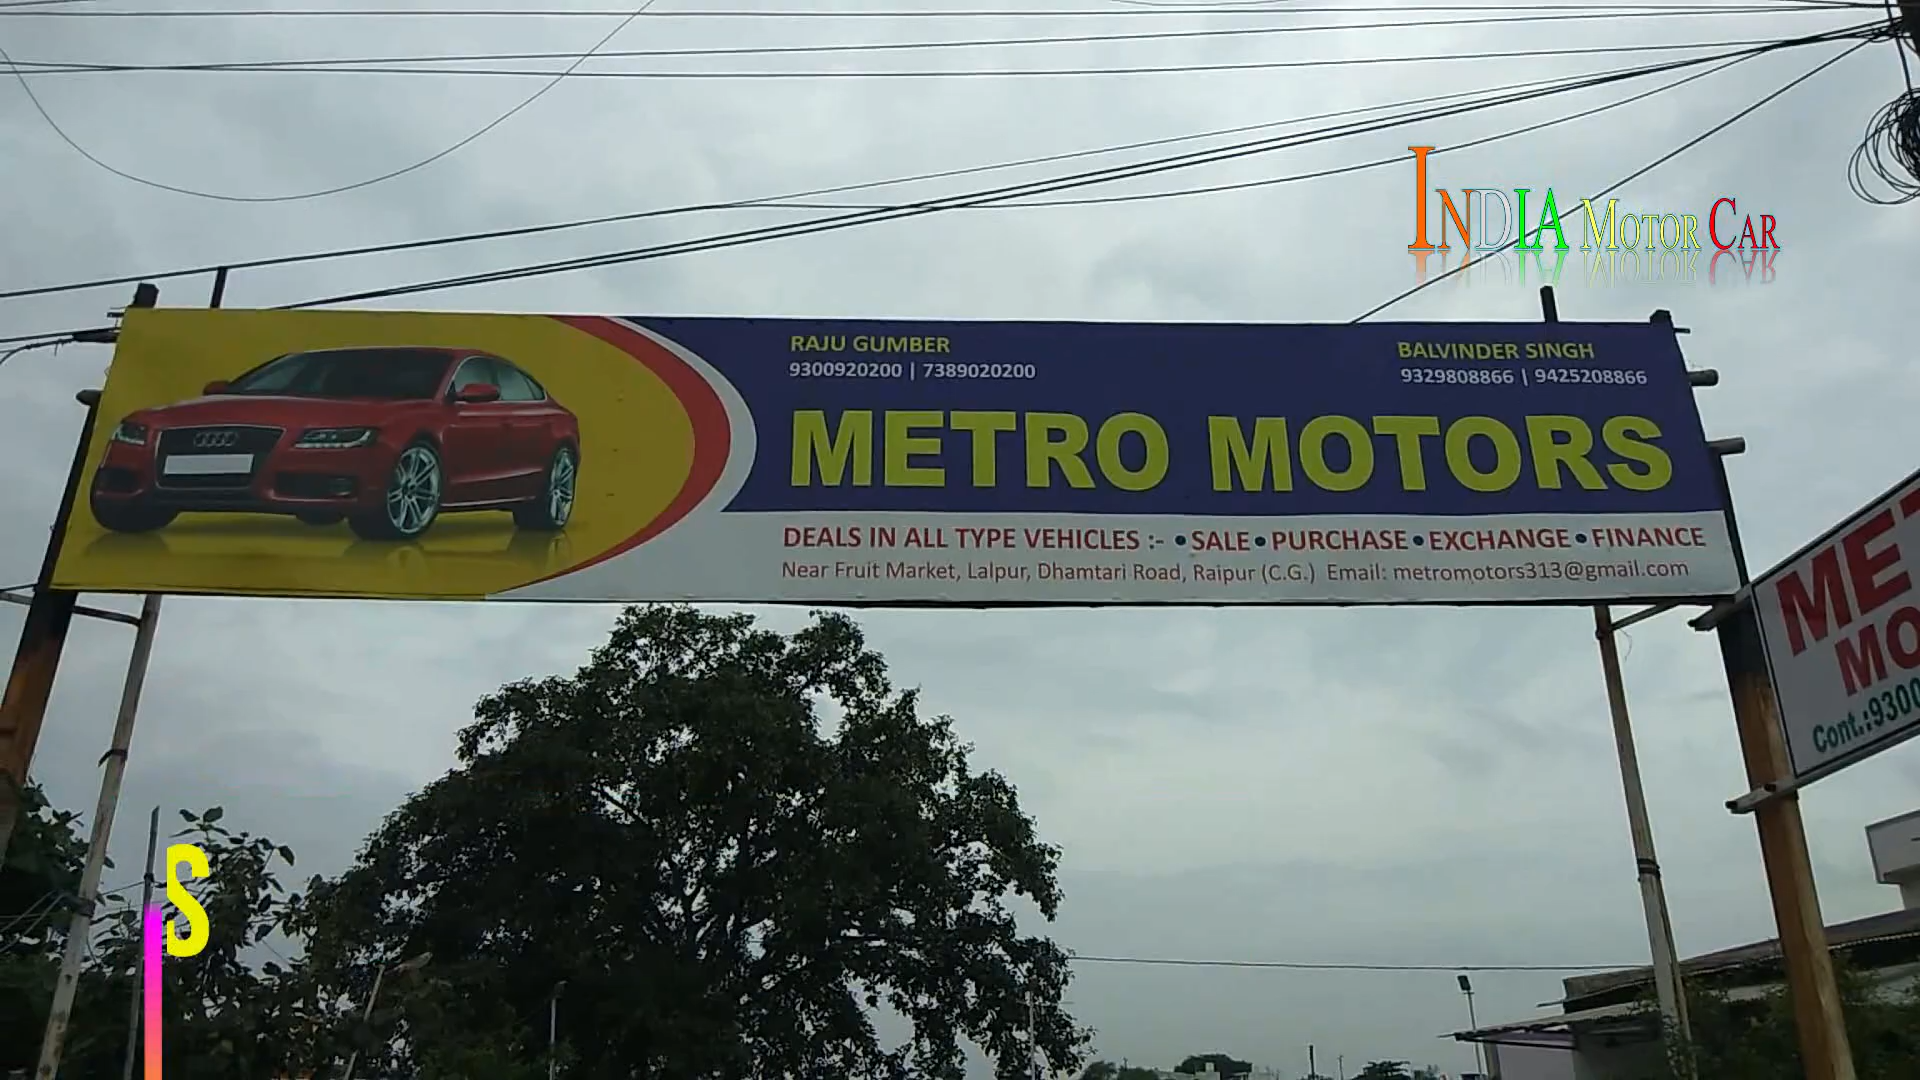 INDIA MOTOR CAR
RAJU GUMBER
9300920200 | 7389020200
BALVINDER SINGH
9329808866 | 9425208866
METRO MOTORS
DEALS IN ALL TYPE VEHICLES :- • SALE • PURCHASE • EXCHANGE • FINANCE
Near Fruit Market, Lalpur, Dhamtari Road, Raipur (C.G.) Email: metromotors313@gmail.com
MET
MO
Cont.:9300
S